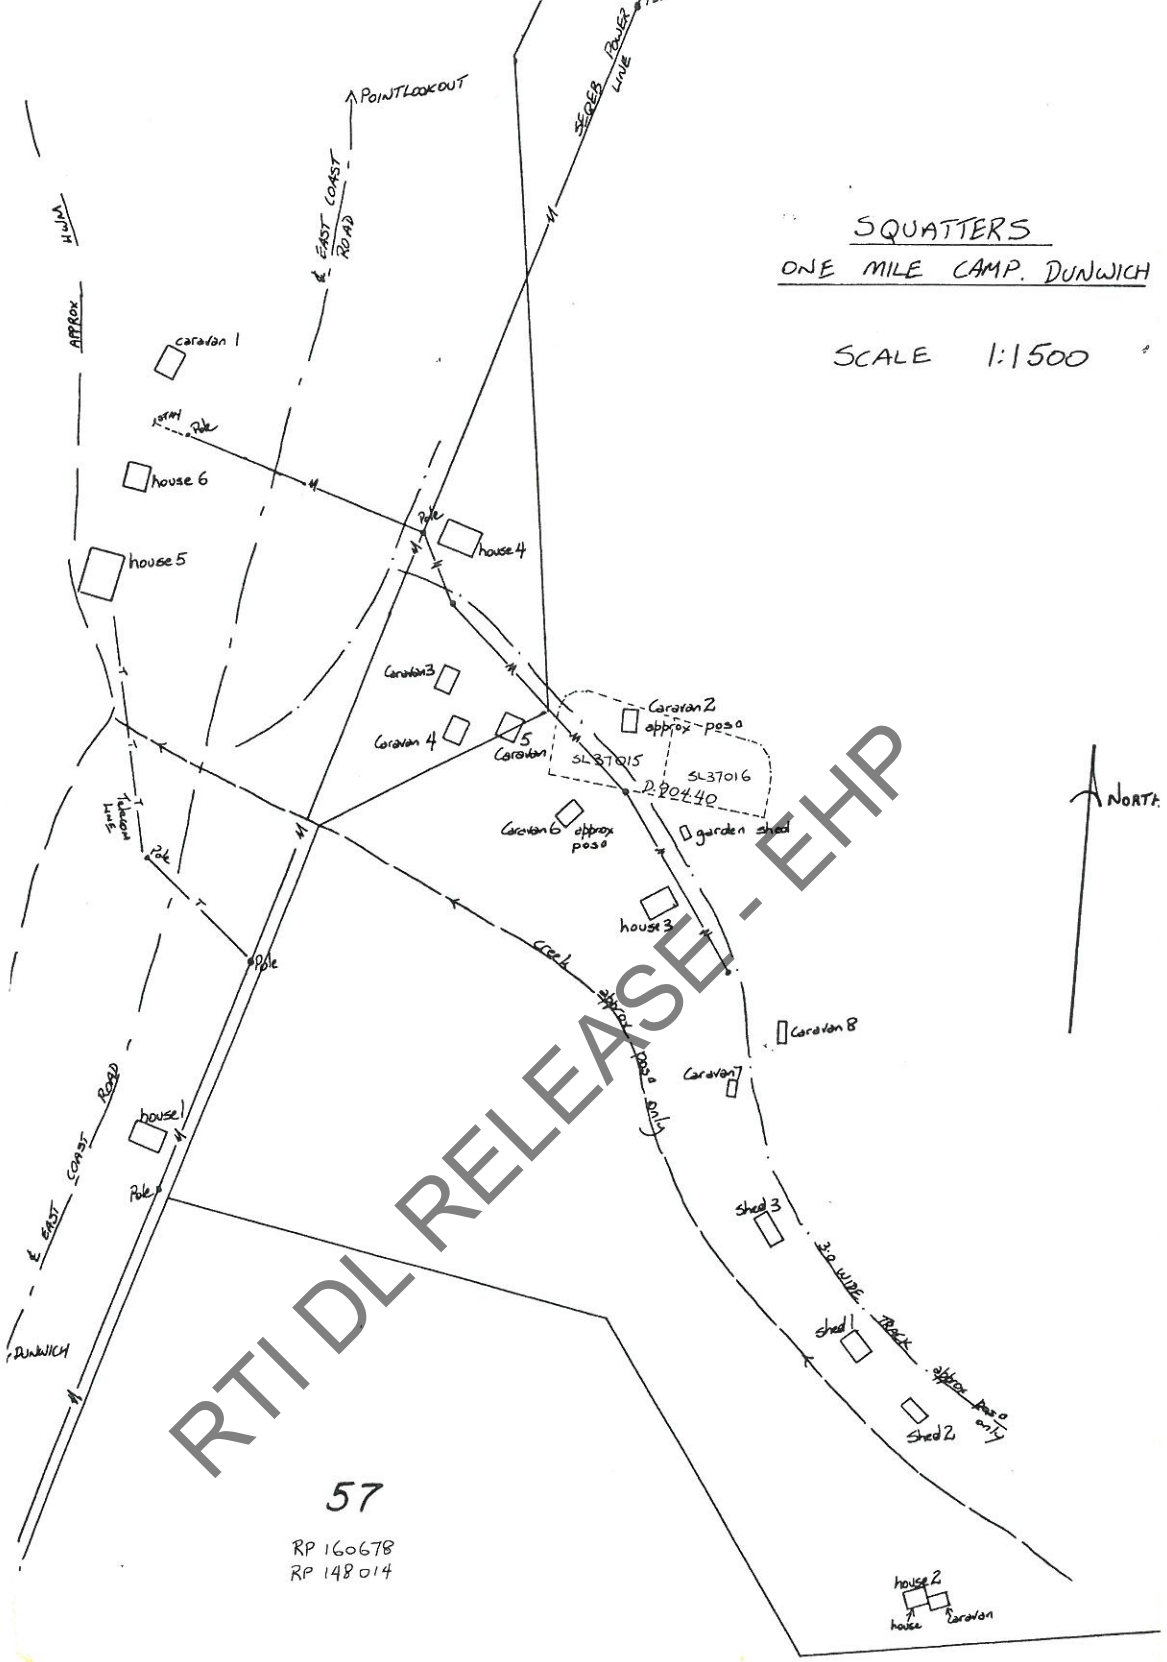 POWER
SEQEB
LINE
POINTLOOKOUT
EAST COAST
ROAD
HWM
APPROX
SQUATTERS
ONE MILE CAMP. DUNWICH
SCALE 1:1500
caravan 1
STAY
Pole
house 6
Pole
house 4
house 5
Caravan 3
Caravan 2
approx posn
Caravan 4
5
Caravan
SL37015
SL37016
D.90440
TELECOM
LINE
Caravan 6 approx
posn
garden shed
NORTH
Pole
house 3
Creek
Pole
approx posn only)
Caravan 8
Caravan 7
ROAD
house 1
COAST
Pole
EAST
shed 3
3.0 WIDE
TRACK
shed 1
DUNWICH
approx posn
only
shed 2
57
RP 160678
RP 148014
house 2
house
Caravan
RTI DL RELEASE - EHP